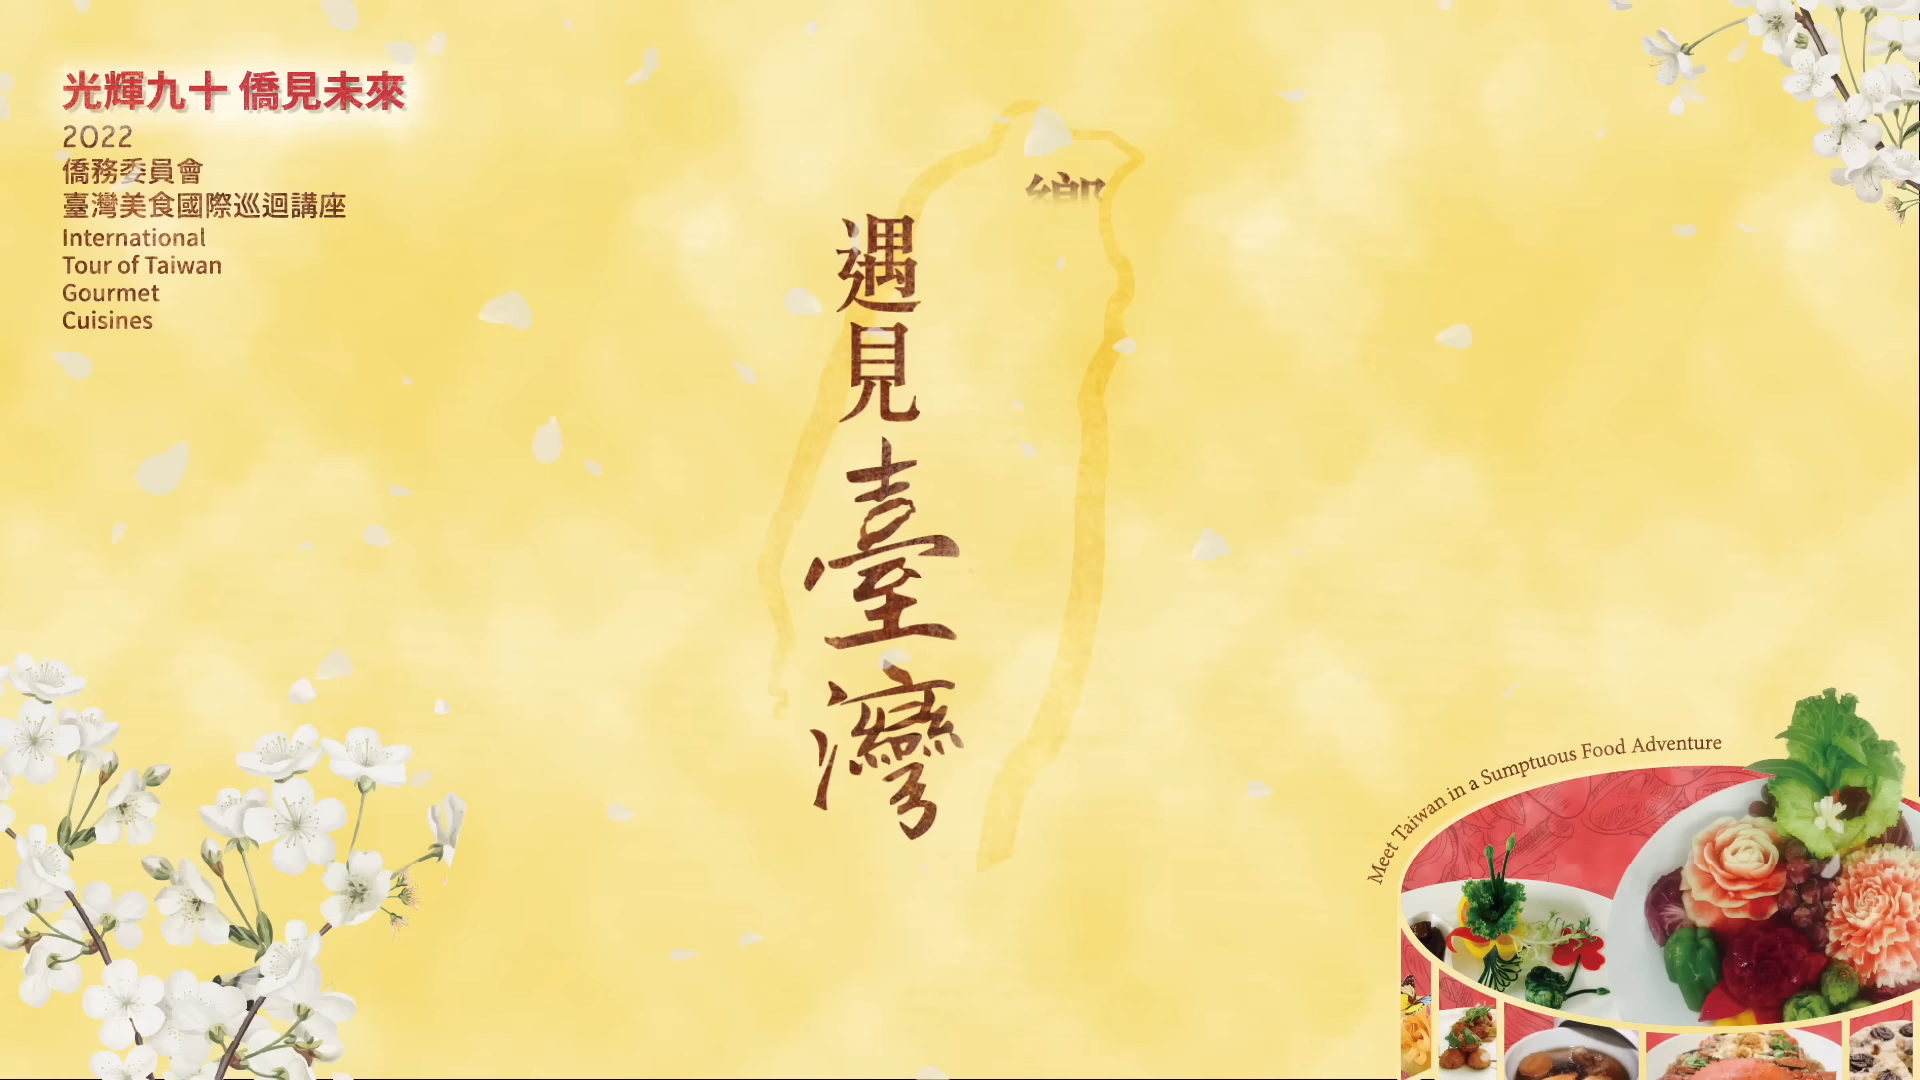 光輝九十 僑見未來
2022
僑務委員會
臺灣美食國際巡迴講座
International
Tour of Taiwan
Gourmet
Cuisines
遇見臺灣
Meet Taiwan in a Sumptuous Food Adventure